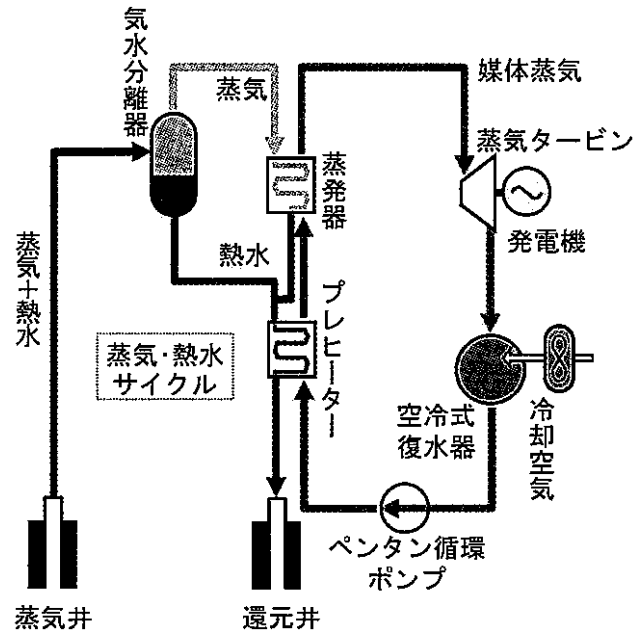 気水分離器
蒸気
媒体蒸気
蒸気タービン
蒸発器
発電機
蒸気＋熱水
熱水
プレヒーター
蒸気・熱水
サイクル
空冷式
復水器
冷却空気
ペンタン循環
ポンプ
蒸気井
還元井